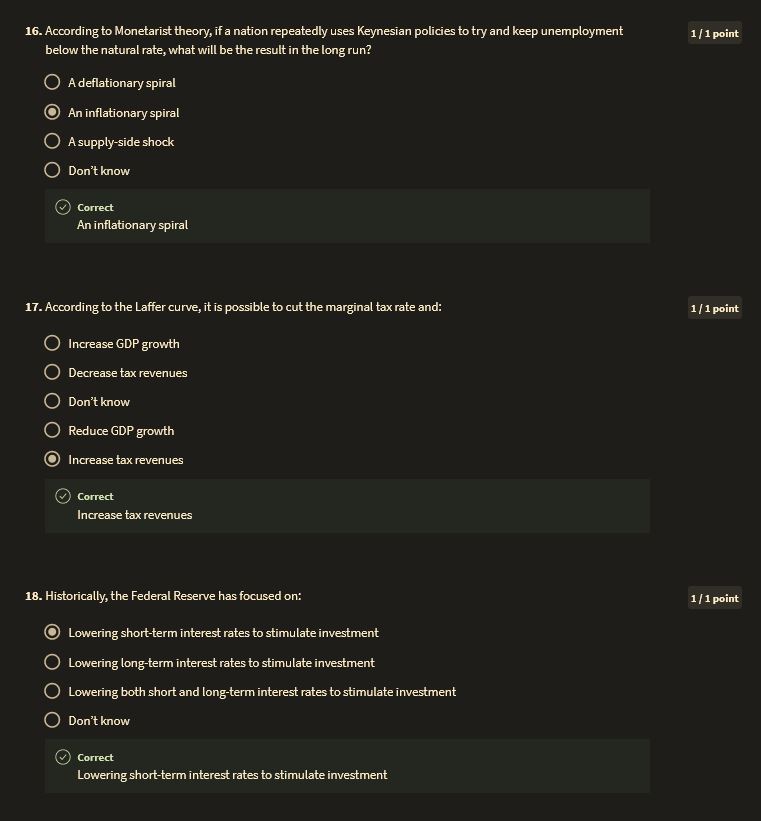 16. According to Monetarist theory, if a nation repeatedly uses Keynesian policies to try and keep unemployment
below the natural rate, what will be the result in the long run?
1 / 1 point
A deflationary spiral
An inflationary spiral
A supply-side shock
Don't know
Correct
An inflationary spiral
17. According to the Laffer curve, it is possible to cut the marginal tax rate and:
1 / 1 point
Increase GDP growth
Decrease tax revenues
Don't know
Reduce GDP growth
Increase tax revenues
Correct
Increase tax revenues
18. Historically, the Federal Reserve has focused on:
1 / 1 point
Lowering short-term interest rates to stimulate investment
Lowering long-term interest rates to stimulate investment
Lowering both short and long-term interest rates to stimulate investment
Don't know
Correct
Lowering short-term interest rates to stimulate investment